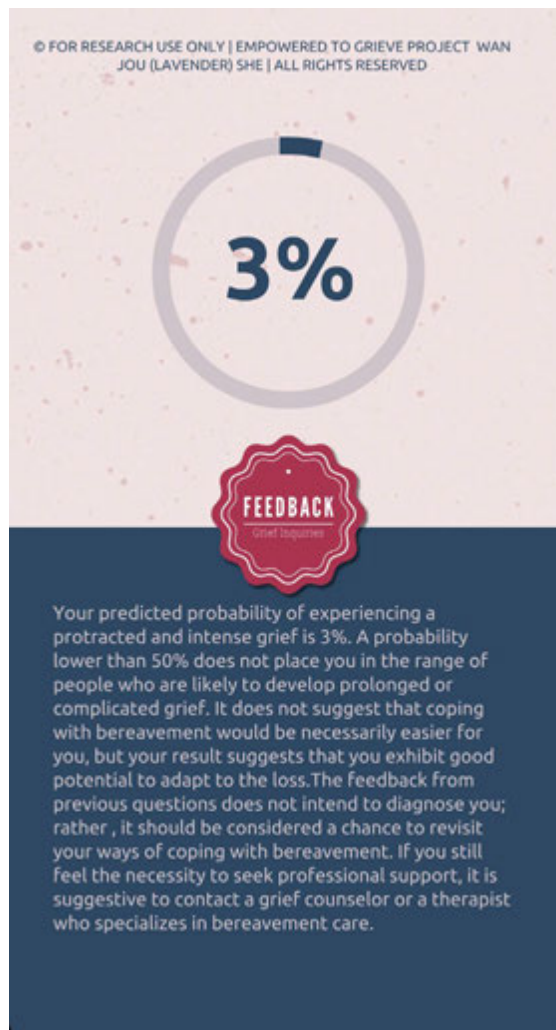 © FOR RESEARCH USE ONLY | EMPOWERED TO GRIEVE PROJECT  WAN
JOU (LAVENDER) SHE | ALL RIGHTS RESERVED
3%
FEEDBACK
Grief Inquiries
Your predicted probability of experiencing a
protracted and intense grief is 3%. A probability
lower than 50% does not place you in the range of
people who are likely to develop prolonged or
complicated grief. It does not suggest that coping
with bereavement would be necessarily easier for
you, but your result suggests that you exhibit good
potential to adapt to the loss.The feedback from
previous questions does not intend to diagnose you;
rather , it should be considered a chance to revisit
your ways of coping with bereavement. If you still
feel the necessity to seek professional support, it is
suggestive to contact a grief counselor or a therapist
who specializes in bereavement care.